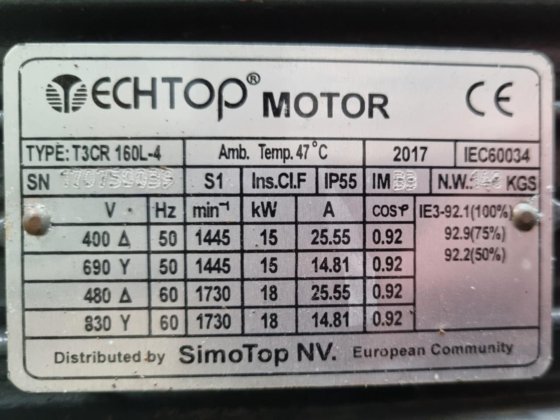 TECHTOP® MOTOR CE
TYPE: T3CR 160L-4 Amb. Temp. 47°C 2017 IEC60034
SN S1 Ins.Cl.F IP55 IM N.W. KGS
V Hz min⁻¹ kW A cosφ IE3-92.1(100%)
400 Δ 50 1445 15 25.55 0.92 92.9(75%)
690 Y 50 1445 15 14.81 0.92 92.2(50%)
480 Δ 60 1730 18 25.55 0.92
830 Y 60 1730 18 14.81 0.92
Distributed by SimoTop NV. European Community